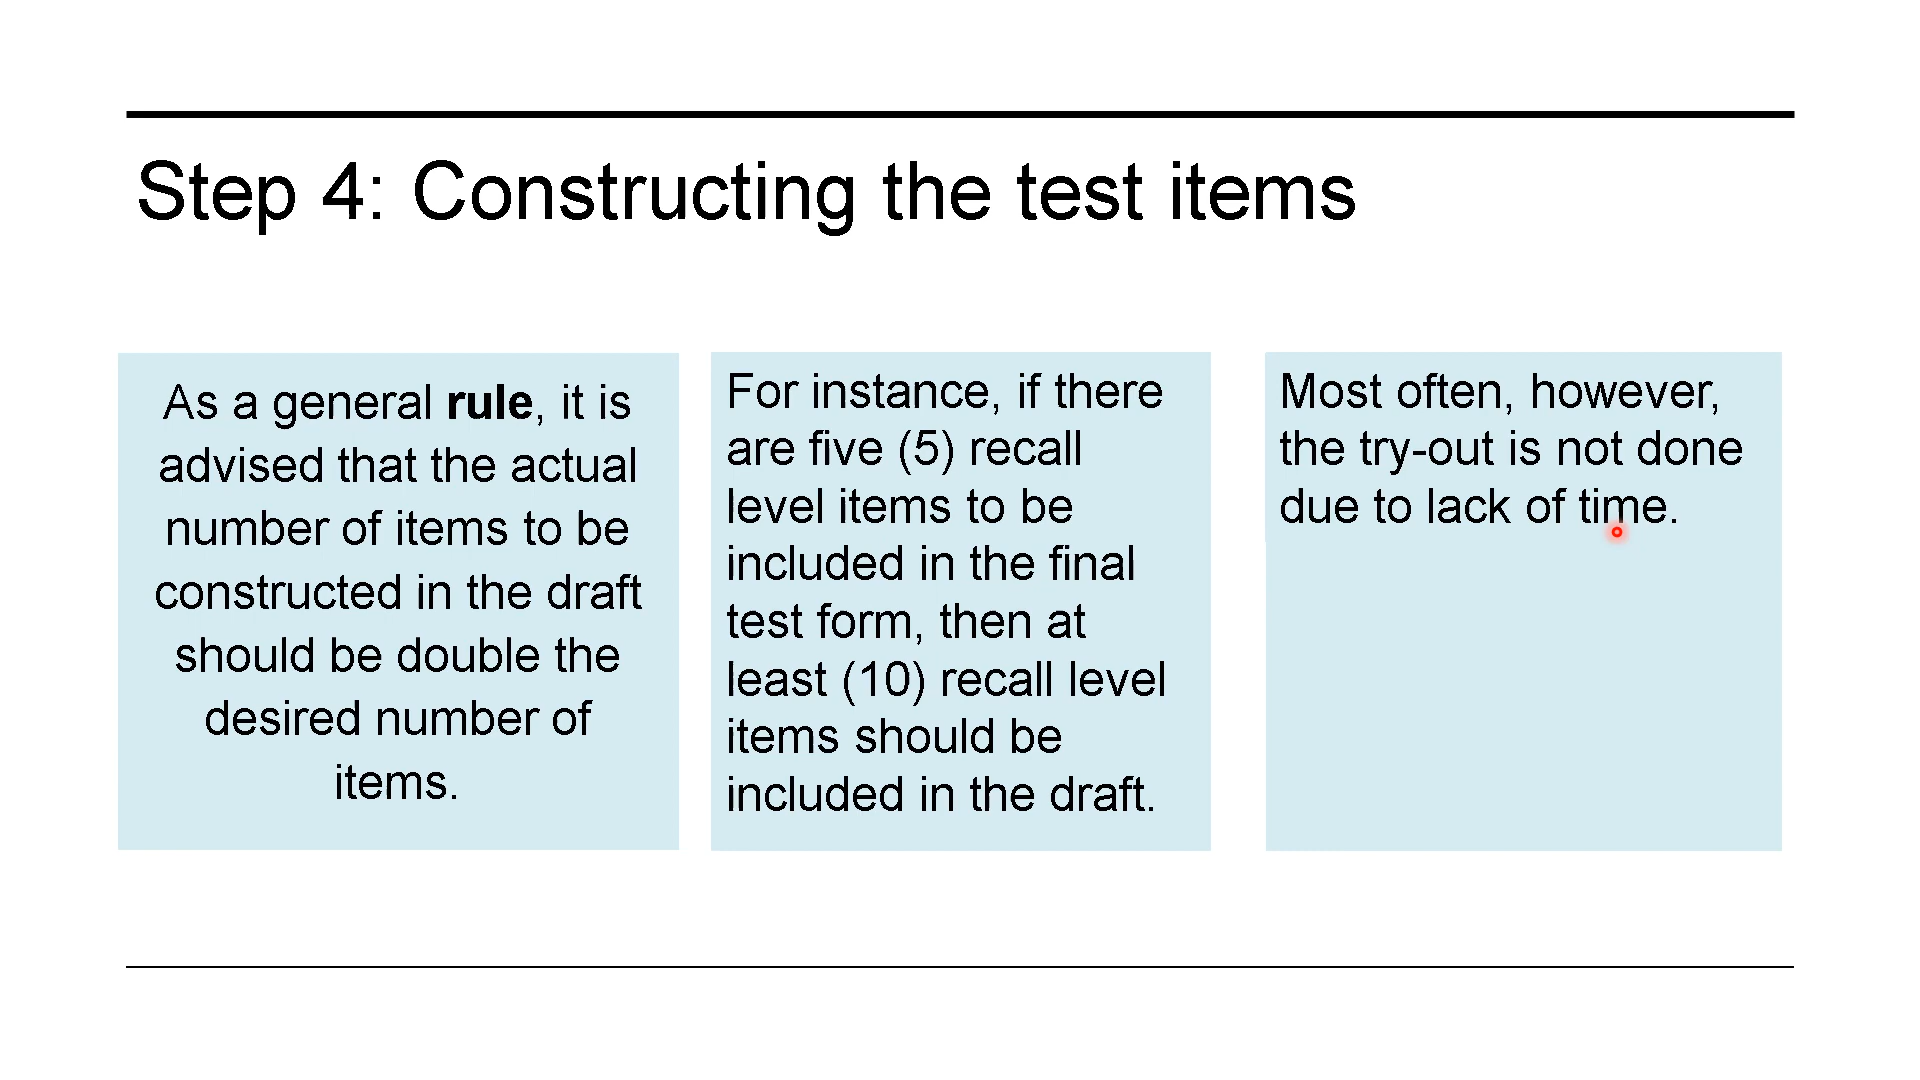 Step 4: Constructing the test items
As a general rule, it is
advised that the actual
number of items to be
constructed in the draft
should be double the
desired number of
items.
For instance, if there
are five (5) recall
level items to be
included in the final
test form, then at
least (10) recall level
items should be
included in the draft.
Most often, however,
the try-out is not done
due to lack of time.